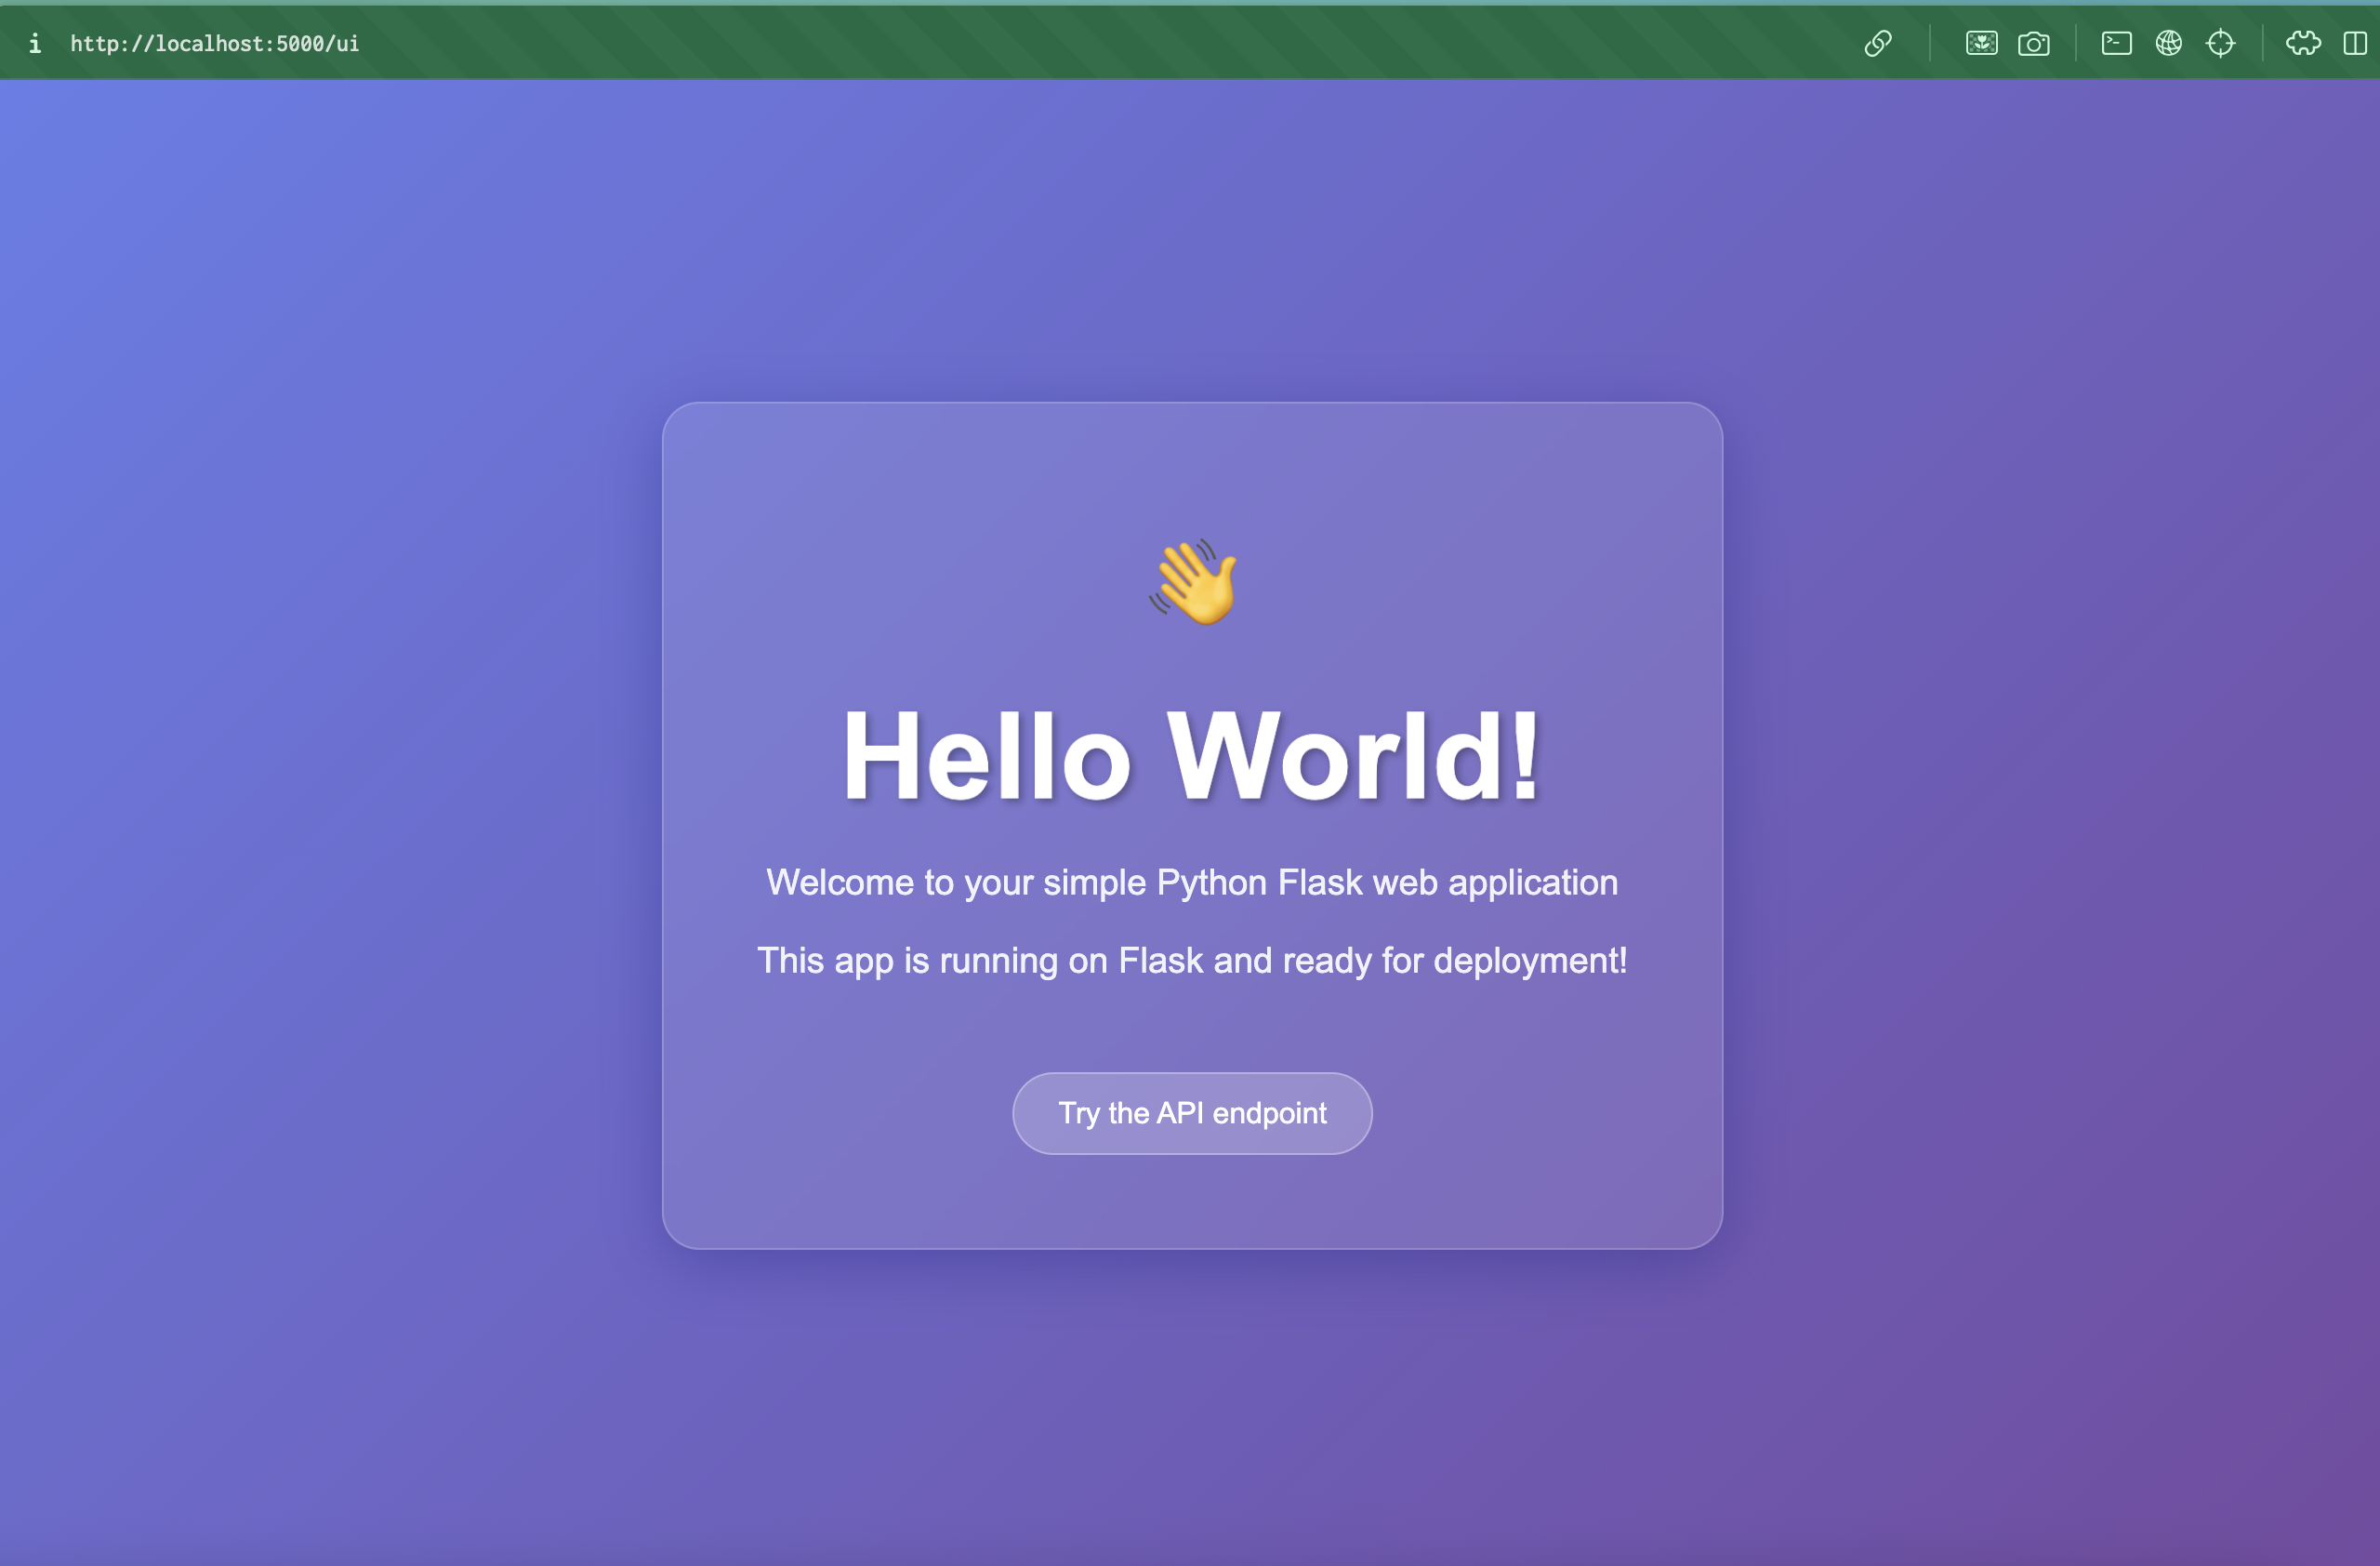 http://localhost:5000/ui
Hello World!
Welcome to your simple Python Flask web application
This app is running on Flask and ready for deployment!
Try the API endpoint